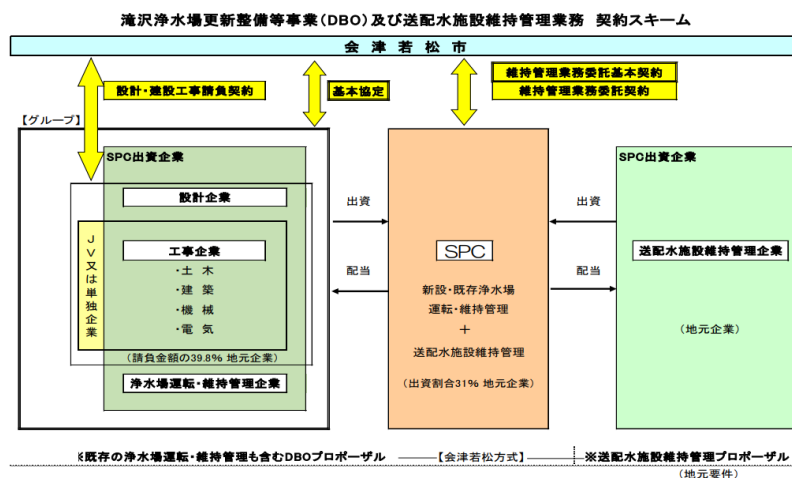 滝沢浄水場更新整備等事業(DBO)及び送配水施設維持管理業務 契約スキーム
会 津 若 松 市
設計・建設工事請負契約
基本協定
維持管理業務委託基本契約
維持管理業務委託契約
【グループ】
SPC出資企業
設計企業
JV又は単独企業
工事企業
・土 木
・建 築
・機 械
・電 気
(請負金額の39.8% 地元企業)
浄水場運転・維持管理企業
出資
配当
SPC
新設・既存浄水場
運転・維持管理
+
送配水施設維持管理
(出資割合31% 地元企業)
出資
配当
SPC出資企業
送配水施設維持管理企業
(地元企業)
※既存の浄水場運転・維持管理も含むDBOプロポーザル
【会津若松方式】
※送配水施設維持管理プロポーザル
(地元要件)